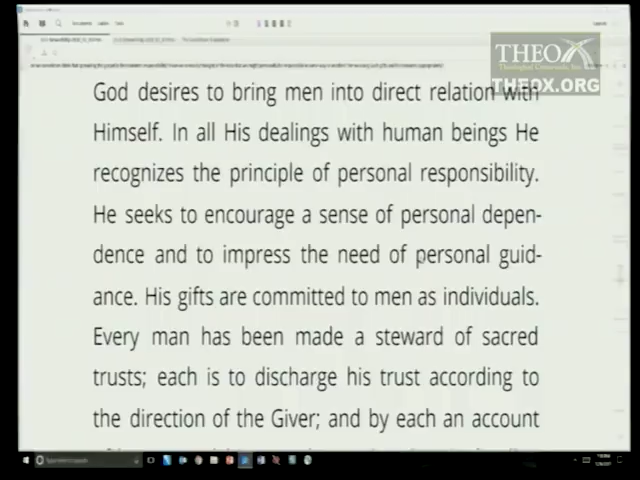 THEOX
THEOX.ORG
God desires to bring men into direct relation with
Himself. In all His dealings with human beings He
recognizes the principle of personal responsibility.
He seeks to encourage a sense of personal depen-
dence and to impress the need of personal guid-
ance. His gifts are committed to men as individuals.
Every man has been made a steward of sacred
trusts; each is to discharge his trust according to
the direction of the Giver; and by each an account